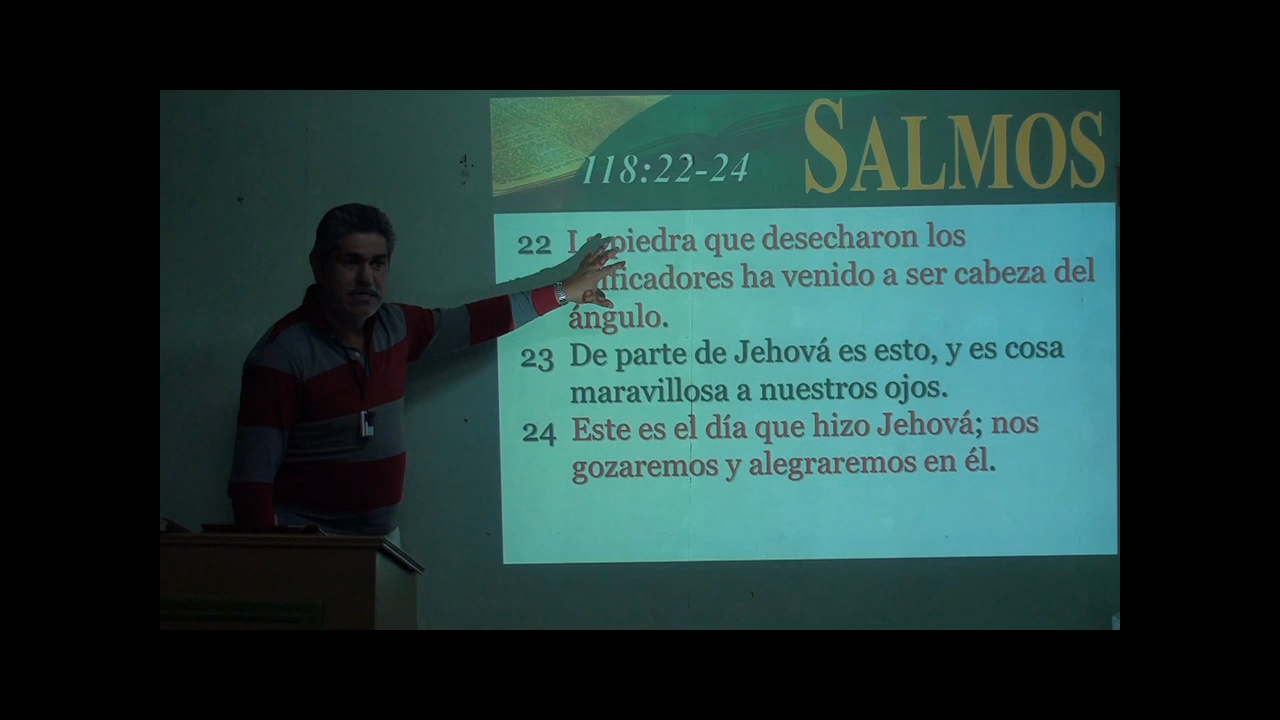 SALMOS
118:22-24
22 piedra que desecharon los
ha venido a ser cabeza del
ángulo.
23 De parte de Jehová es esto, y es cosa
maravillosa a nuestros ojos.
24 Este es el día que hizo Jehová; nos
gozaremos y alegraremos en él.